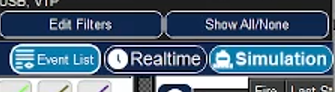 USB, VTP
Edit Filters Show All/None
Event List Realtime Simulation
Fire Last S